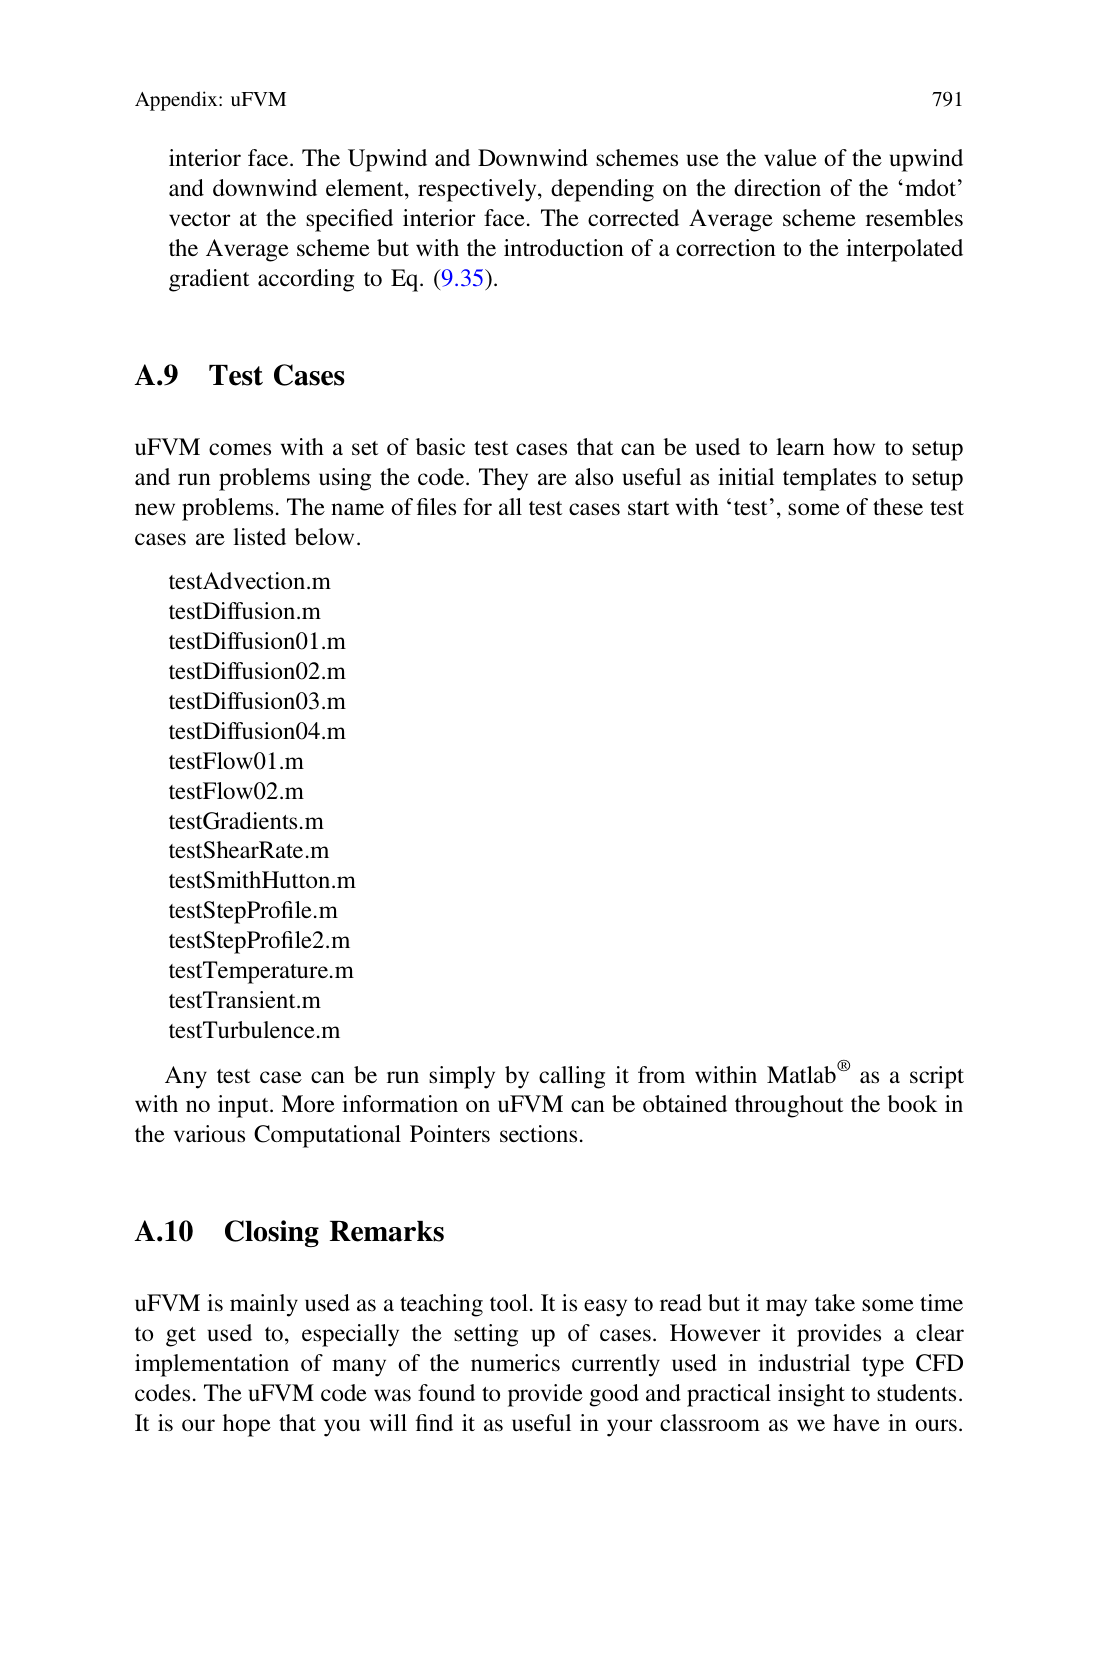 Appendix: uFVM 791
interior face. The Upwind and Downwind schemes use the value of the upwind
and downwind element, respectively, depending on the direction of the ‘mdot’
vector at the specified interior face. The corrected Average scheme resembles
the Average scheme but with the introduction of a correction to the interpolated
gradient according to Eq. (9.35).
A.9 Test Cases
uFVM comes with a set of basic test cases that can be used to learn how to setup
and run problems using the code. They are also useful as initial templates to setup
new problems. The name of files for all test cases start with ‘test’, some of these test
cases are listed below.
testAdvection.m
testDiffusion.m
testDiffusion01.m
testDiffusion02.m
testDiffusion03.m
testDiffusion04.m
testFlow01.m
testFlow02.m
testGradients.m
testShearRate.m
testSmithHutton.m
testStepProfile.m
testStepProfile2.m
testTemperature.m
testTransient.m
testTurbulence.m
Any test case can be run simply by calling it from within Matlab® as a script
with no input. More information on uFVM can be obtained throughout the book in
the various Computational Pointers sections.
A.10 Closing Remarks
uFVM is mainly used as a teaching tool. It is easy to read but it may take some time
to get used to, especially the setting up of cases. However it provides a clear
implementation of many of the numerics currently used in industrial type CFD
codes. The uFVM code was found to provide good and practical insight to students.
It is our hope that you will find it as useful in your classroom as we have in ours.